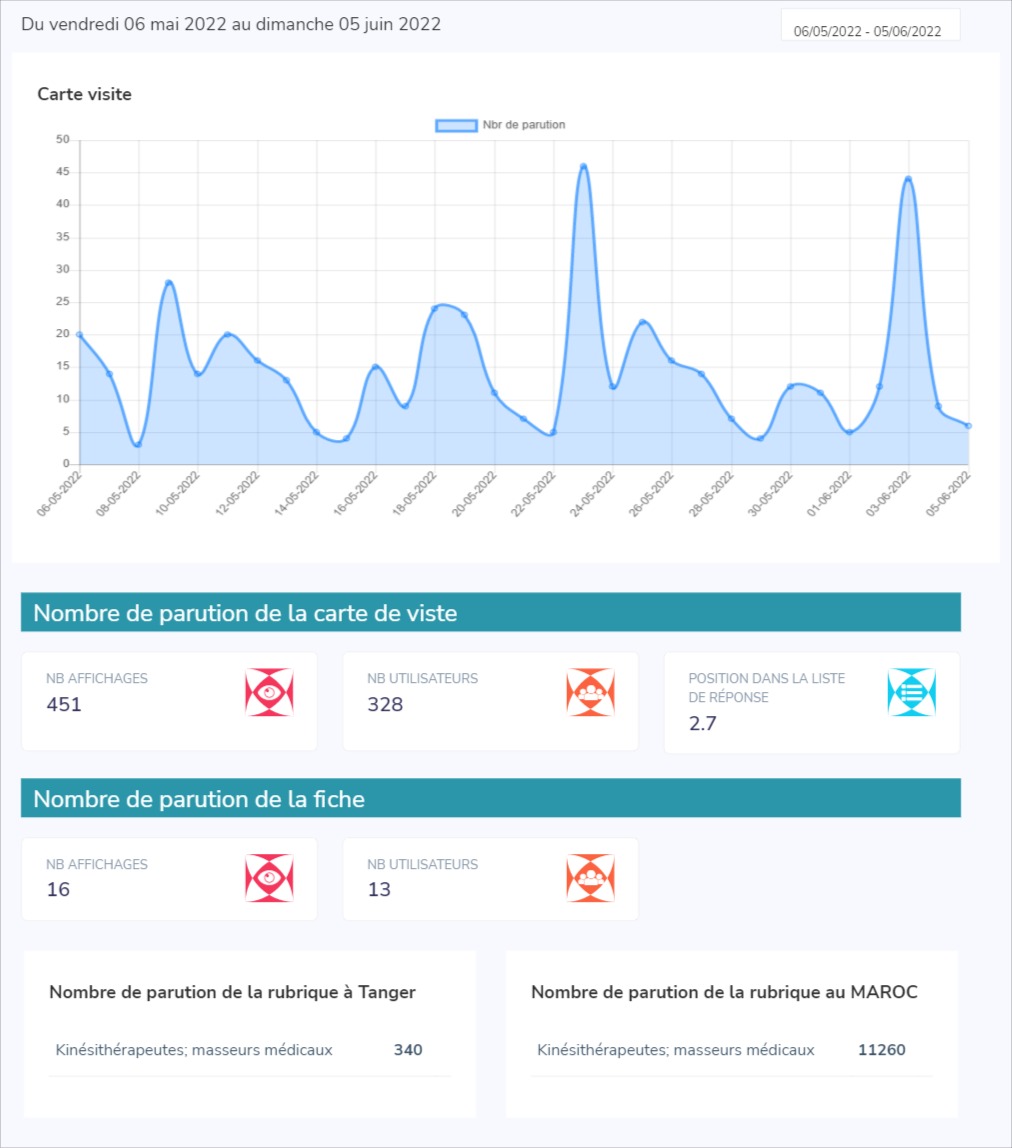 Du vendredi 06 mai 2022 au dimanche 05 juin 2022
06/05/2022 - 05/06/2022
Carte visite
Nbr de parution
50
45
40
35
30
25
20
15
10
5
0
06-05-2022
08-05-2022
10-05-2022
12-05-2022
14-05-2022
16-05-2022
18-05-2022
20-05-2022
22-05-2022
24-05-2022
26-05-2022
28-05-2022
30-05-2022
01-06-2022
03-06-2022
05-06-2022
Nombre de parution de la carte de viste
NB AFFICHAGES
451
NB UTILISATEURS
328
POSITION DANS LA LISTE
DE RÉPONSE
2.7
Nombre de parution de la fiche
NB AFFICHAGES
16
NB UTILISATEURS
13
Nombre de parution de la rubrique à Tanger
Kinésithérapeutes; masseurs médicaux 340
Nombre de parution de la rubrique au MAROC
Kinésithérapeutes; masseurs médicaux 11260